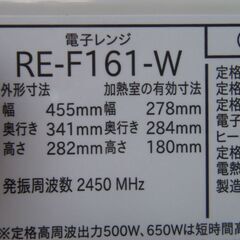 電子レンジ
RE-F161-W
外形寸法 加熱室の有効寸法
幅 455mm 幅 278mm
奥行き 341mm 奥行き 284mm
高さ 282mm 高さ 180mm
発振周波数 2450 MHz
※定格高周波出力500W、650Wは短時間高
定格
定格
電子
ヒー
定格
電熱
製造